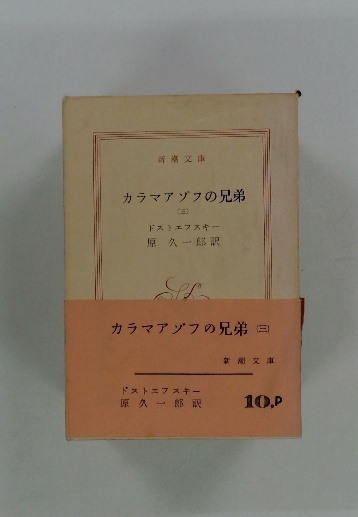 新潮文庫
カラマアゾフの兄弟
(三)
ドストエフスキー
原久一郎訳
カラマアゾフの兄弟 (三)
新潮文庫
ドストエフスキー
原久一郎訳
10.P